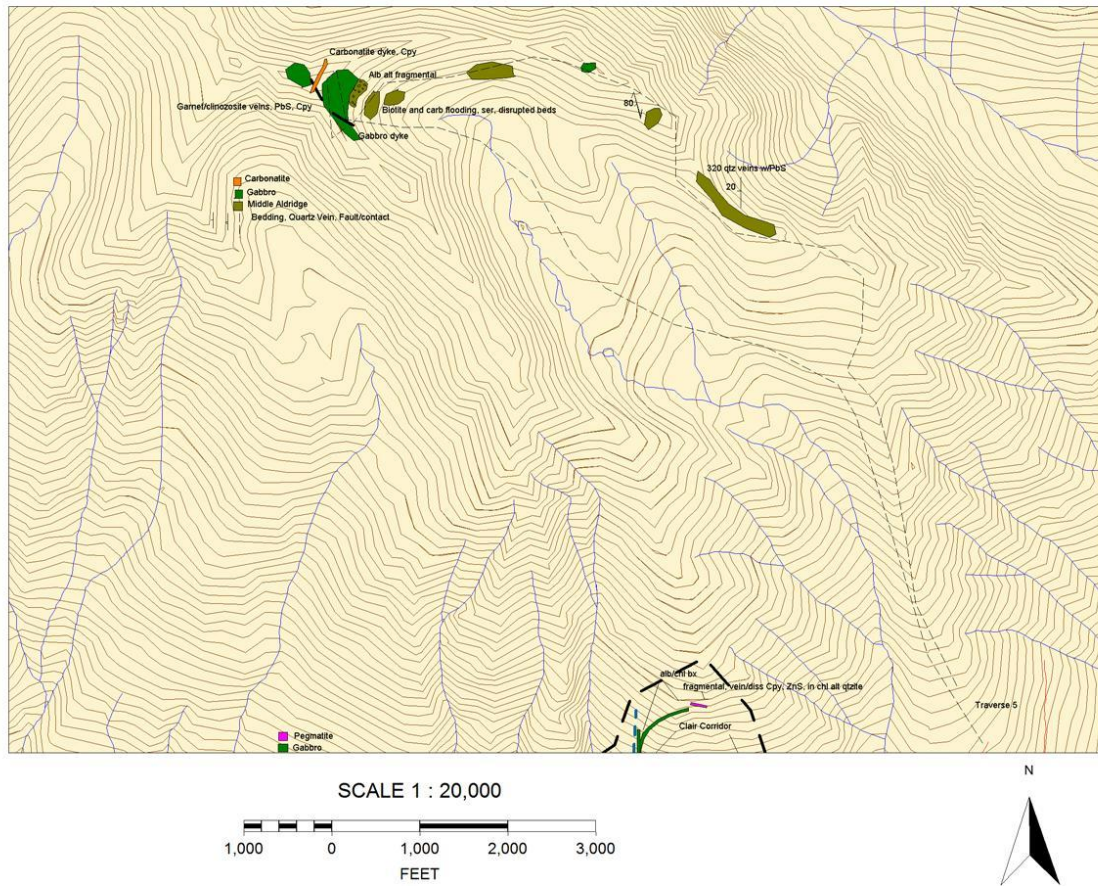 Carbonatite dyke, Cpy
Alb alt fragmental
Garnet/clinozosite veins, PbS, Cpy
Biotite and carb flooding, ser, disrupted beds
80
Gabbro dyke
320 qtz veins w/PbS
20
Carbonatite
Gabbro
Middle Aldridge
Bedding, Quartz Vein, Fault/contact
alb/chl bx
fragmental, vein/diss Cpy, ZnS, in chl alt qtzite
Traverse 5
Clair Corridor
Pegmatite
Gabbro
SCALE 1 : 20,000
1,000 0 1,000 2,000 3,000
FEET
N